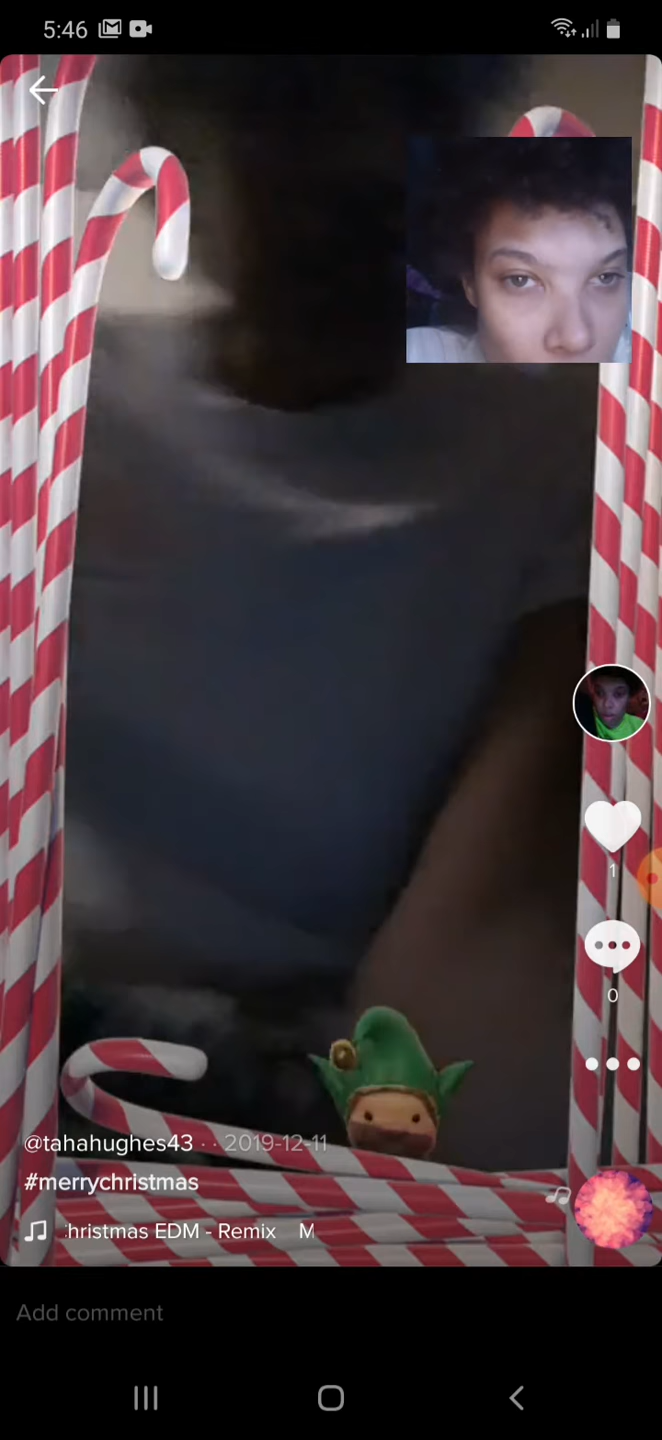 5:46
@tahahughes43 · · 2019-12-11
#merrychristmas
hristmas EDM - Remix M
1
0
Add comment